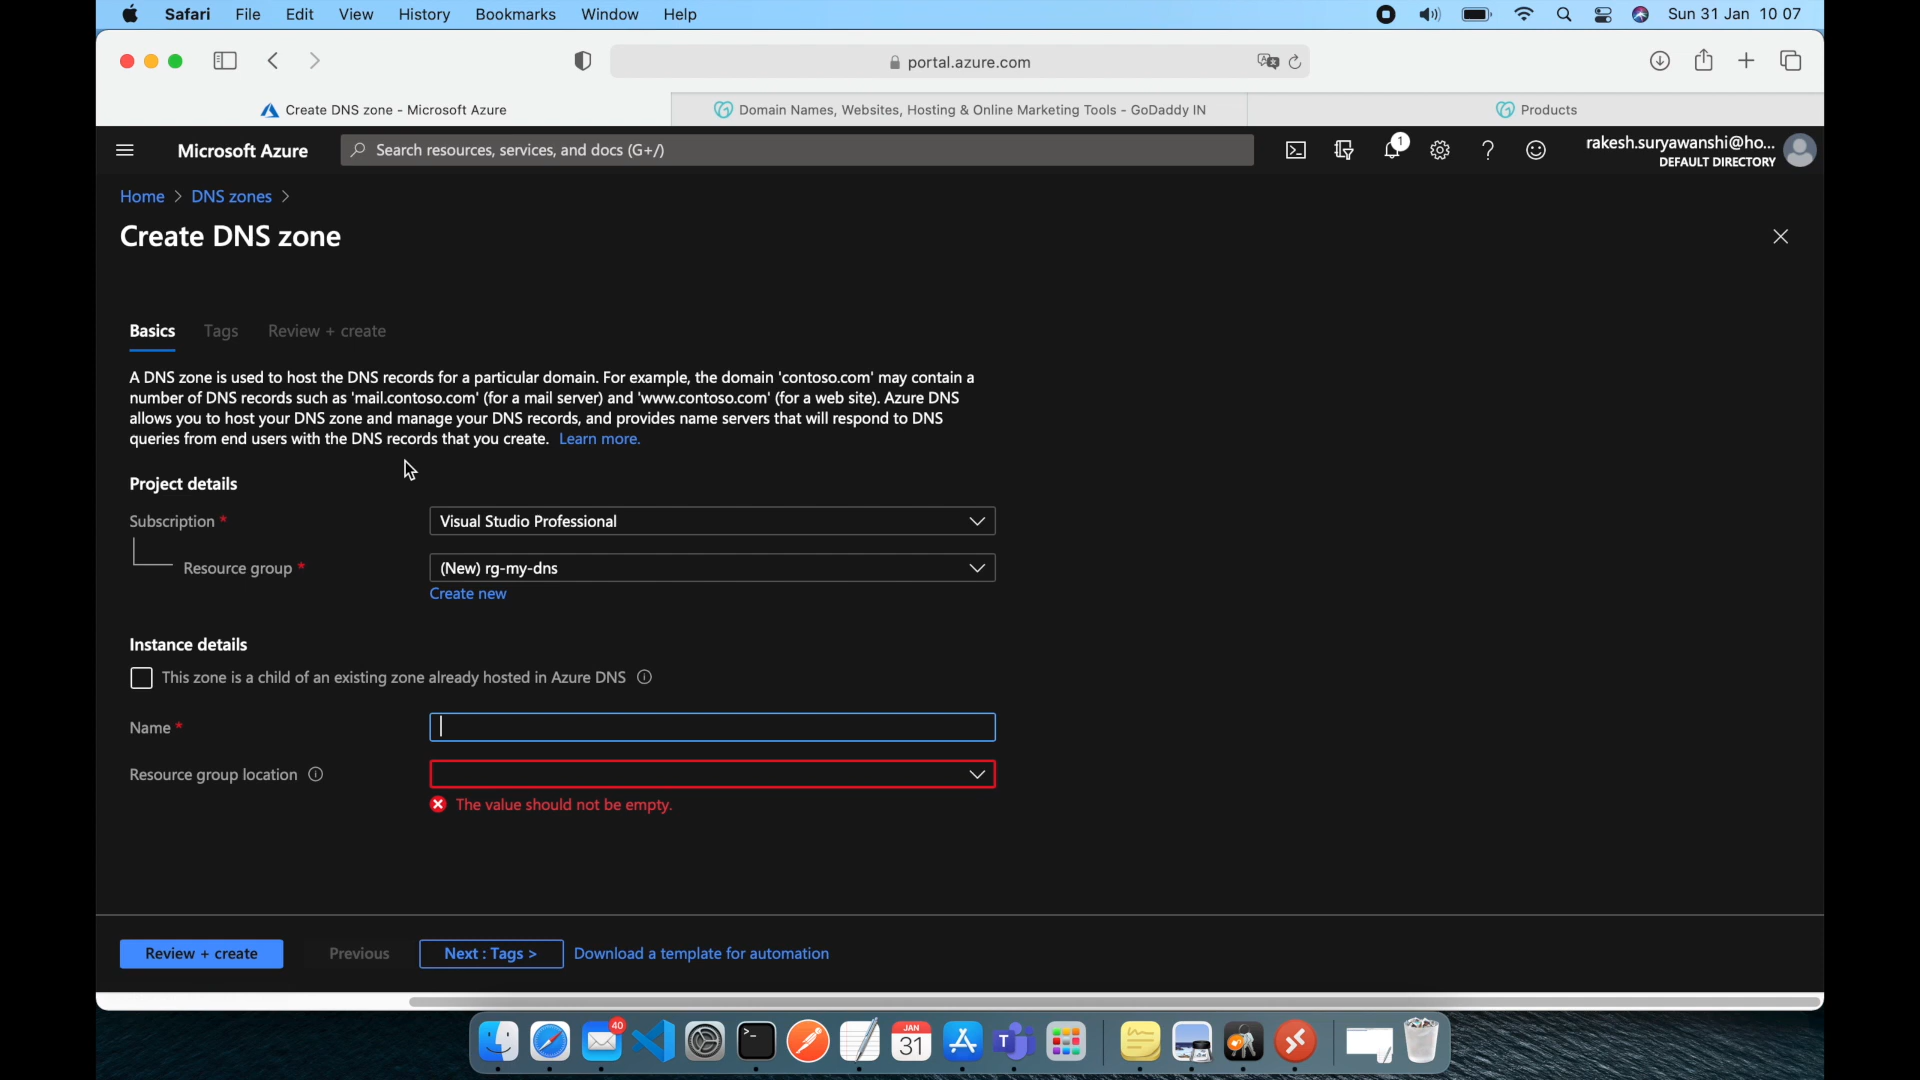 Safari File Edit View History Bookmarks Window Help Sun 31 Jan 10 07
portal.azure.com
Create DNS zone - Microsoft Azure Domain Names, Websites, Hosting & Online Marketing Tools - GoDaddy IN Products
Microsoft Azure Search resources, services, and docs (G+/) 1 rakesh.suryawanshi@ho...
DEFAULT DIRECTORY
Home > DNS zones >
Create DNS zone
Basics Tags Review + create
A DNS zone is used to host the DNS records for a particular domain. For example, the domain 'contoso.com' may contain a
number of DNS records such as 'mail.contoso.com' (for a mail server) and 'www.contoso.com' (for a web site). Azure DNS
allows you to host your DNS zone and manage your DNS records, and provides name servers that will respond to DNS
queries from end users with the DNS records that you create. Learn more.
Project details
Subscription * Visual Studio Professional
Resource group * (New) rg-my-dns
Create new
Instance details
This zone is a child of an existing zone already hosted in Azure DNS
Name *
Resource group location
The value should not be empty.
Review + create Previous Next : Tags > Download a template for automation
40
JAN
31
T